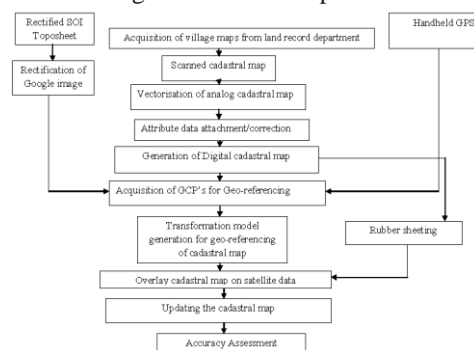 Rectified SOI
Toposheet
Acquisition of village maps from land record department
Handheld GPS
Rectification of
Google image
Scanned cadastral map
Vectorisation of analog cadastral map
Attribute data attachment/correction
Generation of Digital cadastral map
Acquisition of GCP's for Geo-referencing
Transformation model
generation for geo-referencing
of cadastral map
Rubber sheeting
Overlay cadastral map on satellite data
Updating the cadastral map
Accuracy Assessment